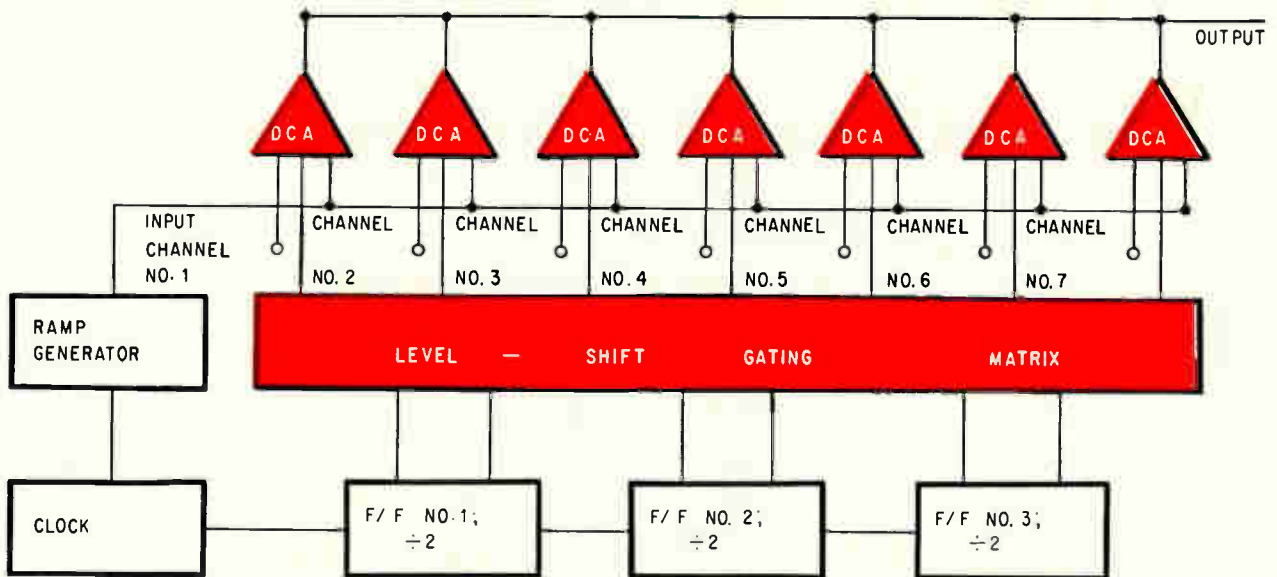 OUTPUT
DCA DCA DCA DCA DCA DCA DCA
INPUT
CHANNEL
NO. 1
CHANNEL
NO. 2
CHANNEL
NO. 3
CHANNEL
NO. 4
CHANNEL
NO. 5
CHANNEL
NO. 6
CHANNEL
NO. 7
RAMP
GENERATOR
LEVEL — SHIFT GATING MATRIX
CLOCK
F/F NO. 1;
÷2
F/F NO. 2;
÷2
F/F NO. 3;
÷2